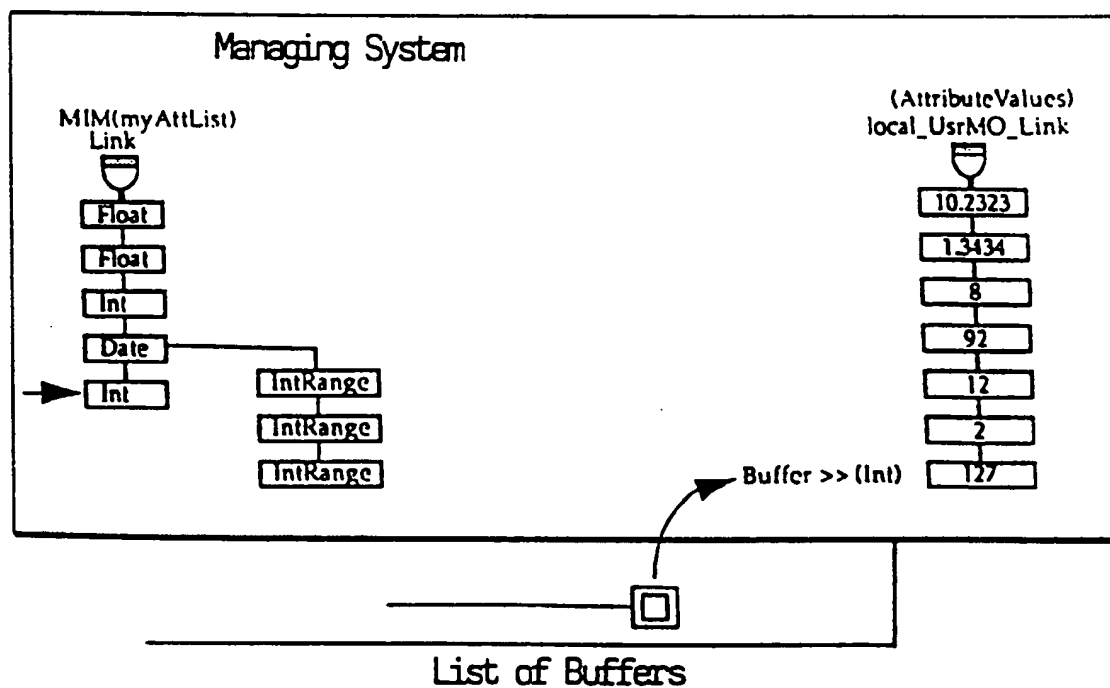 Managing System
MIM(myAttList)
Link
Float
Float
Int
Date
Int
IntRange
IntRange
IntRange
(AttributeValues)
local_UsrMO_Link
10.2323
1.3434
8
92
12
2
127
Buffer >> (Int)
List of Buffers